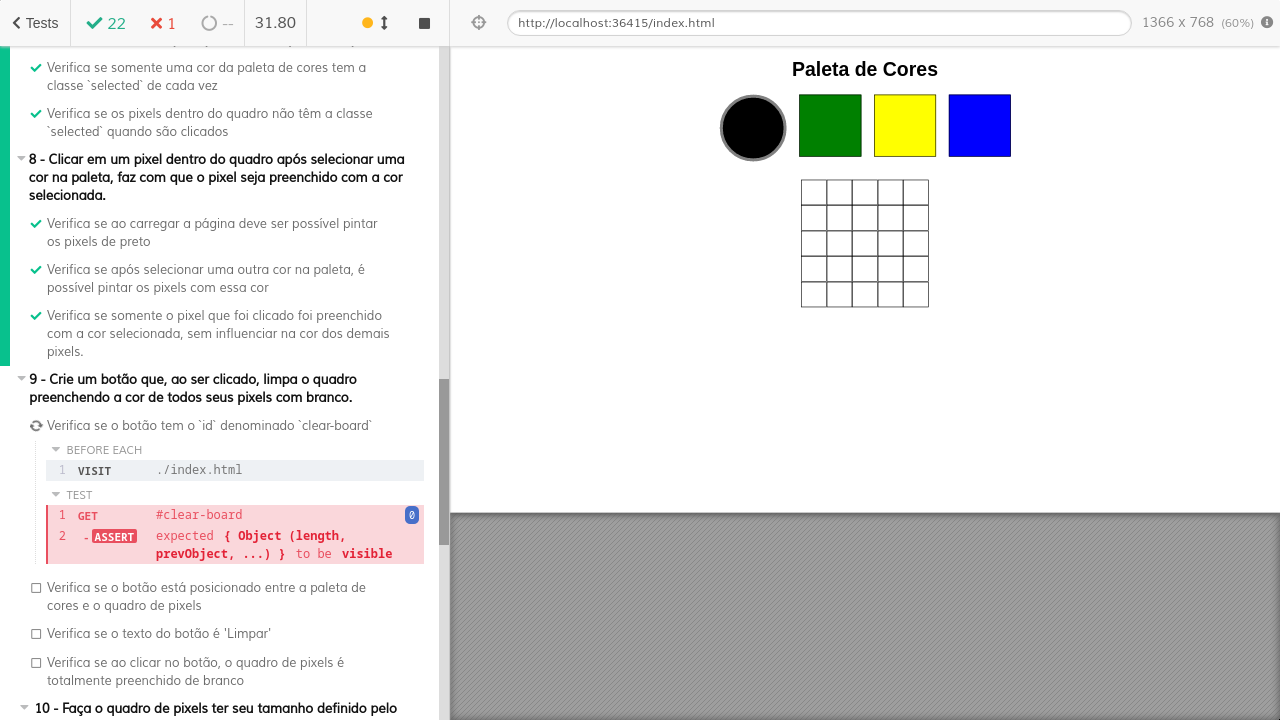 Tests
22
1
--
31.80
http://localhost:36415/index.html
1366 x 768 (60%)
Verifica se somente uma cor da paleta de cores tem a
classe `selected` de cada vez
Verifica se os pixels dentro do quadro não têm a classe
`selected` quando são clicados
8 - Clicar em um pixel dentro do quadro após selecionar uma
cor na paleta, faz com que o pixel seja preenchido com a cor
selecionada.
Verifica se ao carregar a página deve ser possível pintar
os pixels de preto
Verifica se após selecionar uma outra cor na paleta, é
possível pintar os pixels com essa cor
Verifica se somente o pixel que foi clicado foi preenchido
com a cor selecionada, sem influenciar na cor dos demais
pixels.
9 - Crie um botão que, ao ser clicado, limpa o quadro
preenchendo a cor de todos seus pixels com branco.
Verifica se o botão tem o `id` denominado `clear-board`
BEFORE EACH
1 VISIT ./index.html
TEST
1 GET #clear-board 0
2 -ASSERT expected { Object (length,
prevObject, ...) } to be visible
Verifica se o botão está posicionado entre a paleta de
cores e o quadro de pixels
Verifica se o texto do botão é 'Limpar'
Verifica se ao clicar no botão, o quadro de pixels é
totalmente preenchido de branco
10 - Faça o quadro de pixels ter seu tamanho definido pelo
Paleta de Cores